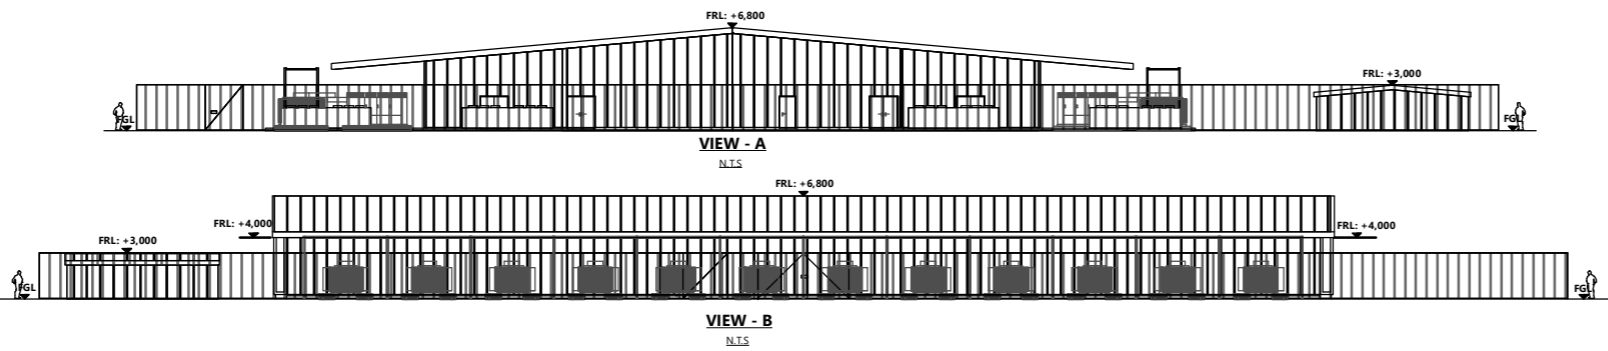 FRL: +6,800
FRL: +3,000
FGL
FGL
VIEW - A
N.T.S
FRL: +6,800
FRL: +4,000
FRL: +4,000
FRL: +3,000
FGL
FGL
VIEW - B
N.T.S